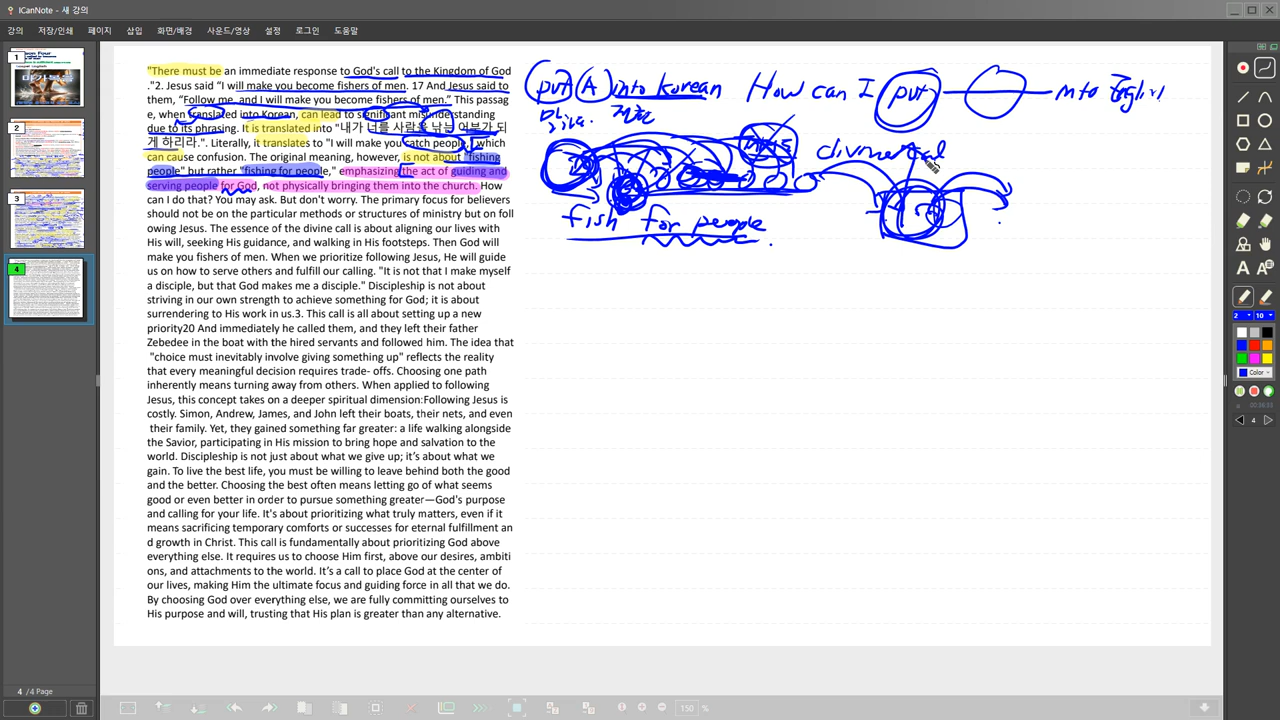 ICanNote - 새 강의
강의 저장/인쇄 페이지 삽입 화면/배경 사운드/영상 설정 로그인 도움말
1
2
3
4
"There must be an immediate response to God's call to the Kingdom of God
."2. Jesus said "I will make you become fishers of men. 17 And Jesus said to
them, "Follow me, and I will make you become fishers of men." This passag
e, when translated into Korean, can lead to significant misunderstanding
due to its phrasing. It is translated into "내가 너를 사람을 낚는 어부가 되
게 하리라.". Literally, it translates to "I will make you catch people," which
can cause confusion. The original meaning, however, is not about "fishing
people" but rather "fishing for people," emphasizing the act of guiding and
serving people for God, not physically bringing them into the church. How
can I do that? You may ask. But don't worry. The primary focus for believers
should not be on the particular methods or structures of ministry but on foll
owing Jesus. The essence of the divine call is about aligning our lives with
His will, seeking His guidance, and walking in His footsteps. Then God will
make you fishers of men. When we prioritize following Jesus, He will guide
us on how to serve others and fulfill our calling. "It is not that I make myself
a disciple, but that God makes me a disciple." Discipleship is not about
striving in our own strength to achieve something for God; it is about
surrendering to His work in us.3. This call is all about setting up a new
priority20 And immediately he called them, and they left their father
Zebedee in the boat with the hired servants and followed him. The idea that
"choice must inevitably involve giving something up" reflects the reality
that every meaningful decision requires trade- offs. Choosing one path
inherently means turning away from others. When applied to following
Jesus, this concept takes on a deeper spiritual dimension:Following Jesus is
costly. Simon, Andrew, James, and John left their boats, their nets, and even
their family. Yet, they gained something far greater: a life walking alongside
the Savior, participating in His mission to bring hope and salvation to the
world. Discipleship is not just about what we give up; it's about what we
gain. To live the best life, you must be willing to leave behind both the good
and the better. Choosing the best often means letting go of what seems
good or even better in order to pursue something greater—God's purpose
and calling for your life. It's about prioritizing what truly matters, even if it
means sacrificing temporary comforts or successes for eternal fulfillment an
d growth in Christ. This call is fundamentally about prioritizing God above
everything else. It requires us to choose Him first, above our desires, ambiti
ons, and attachments to the world. It's a call to place God at the center of
our lives, making Him the ultimate focus and guiding force in all that we do.
By choosing God over everything else, we are fully committing ourselves to
His purpose and will, trusting that His plan is greater than any alternative.
put A into korean How can I put into
fish for people
4 /4 Page
150 %
2 10
Color
4